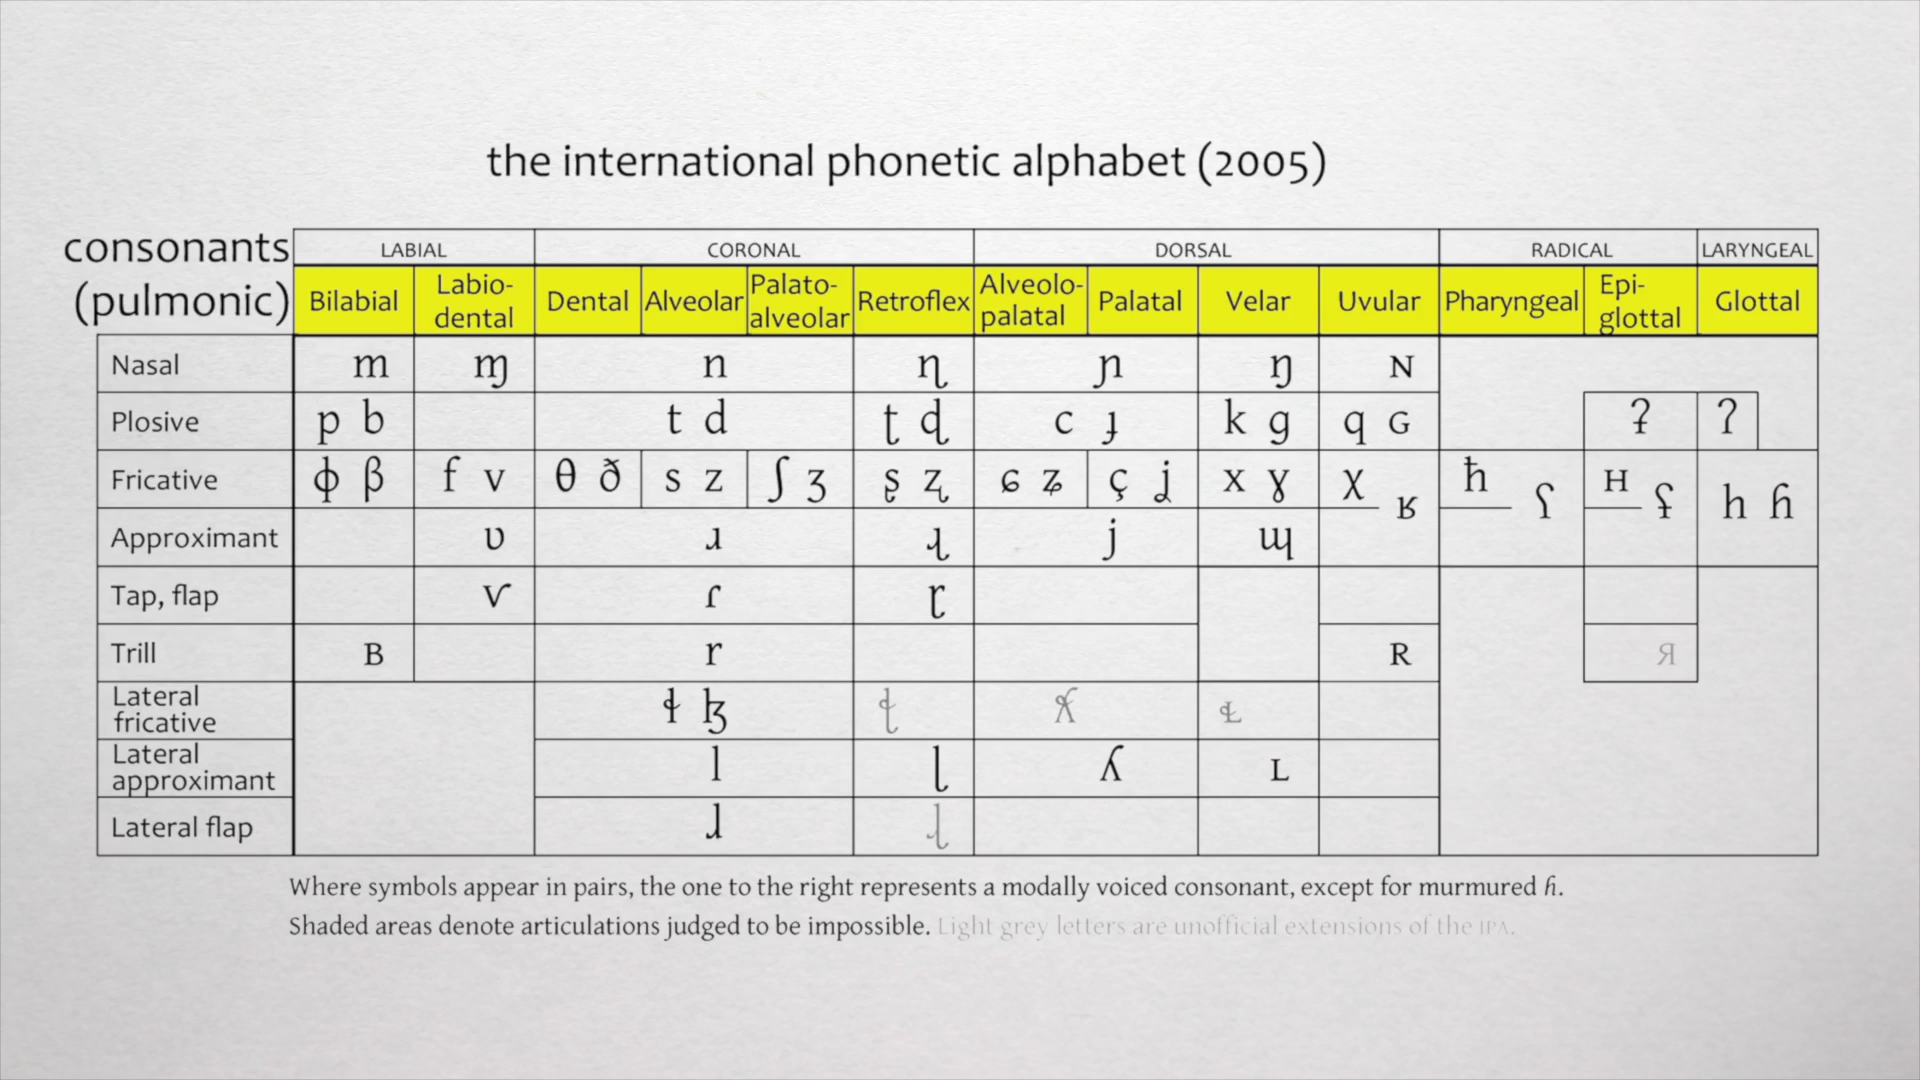 the international phonetic alphabet (2005)
consonants
(pulmonic)
LABIAL CORONAL DORSAL RADICAL LARYNGEAL
Bilabial Labio-dental Dental Alveolar Palato-alveolar Retroflex Alveolo-palatal Palatal Velar Uvular Pharyngeal Epi-glottal Glottal
Nasal m ɱ n ɳ ɲ ŋ ɴ
Plosive p b t d ʈ ɖ c ɟ k ɡ q ɢ ʡ ʔ
Fricative ɸ β f v θ ð s z ʃ ʒ ʂ ʐ ɕ ʑ ç ʝ x ɣ χ ʁ ħ ʕ ʜ ʢ h ɦ
Approximant ʋ ɹ ɻ j ɰ
Tap, flap ⱱ ɾ ɽ
Trill ʙ r ʀ ᴙ
Lateral fricative ɬ ɮ
Lateral approximant l ɭ ʎ ʟ
Lateral flap ɺ
Where symbols appear in pairs, the one to the right represents a modally voiced consonant, except for murmured ɦ.
Shaded areas denote articulations judged to be impossible. Light grey letters are unofficial extensions of the IPA.